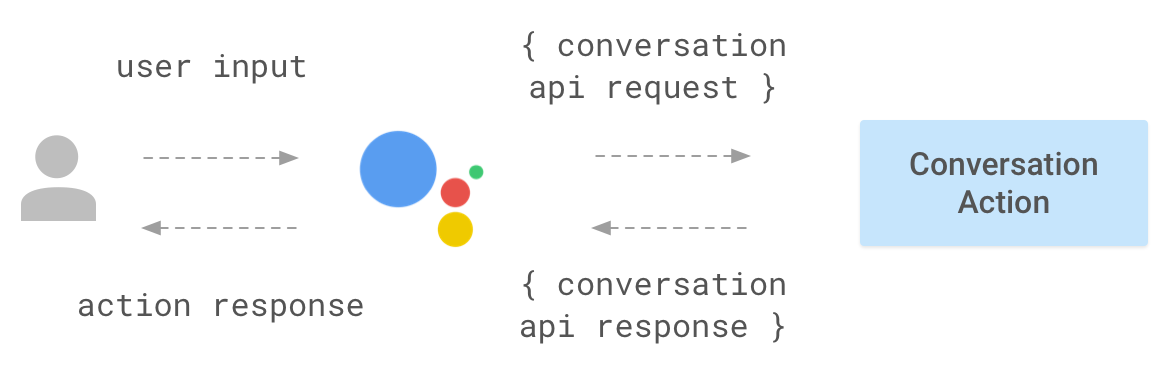 user input
{ conversation
api request }
Conversation
Action
action response
{ conversation
api response }